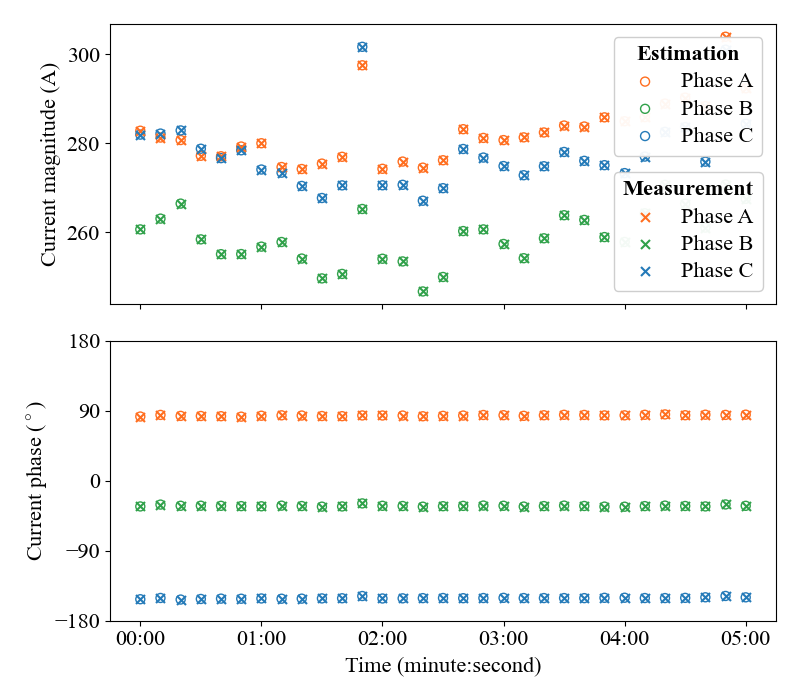 Current magnitude (A)
300
280
260
Estimation
Phase A
Phase B
Phase C
Measurement
Phase A
Phase B
Phase C
Current phase (°)
180
90
0
−90
−180
00:00 01:00 02:00 03:00 04:00 05:00
Time (minute:second)